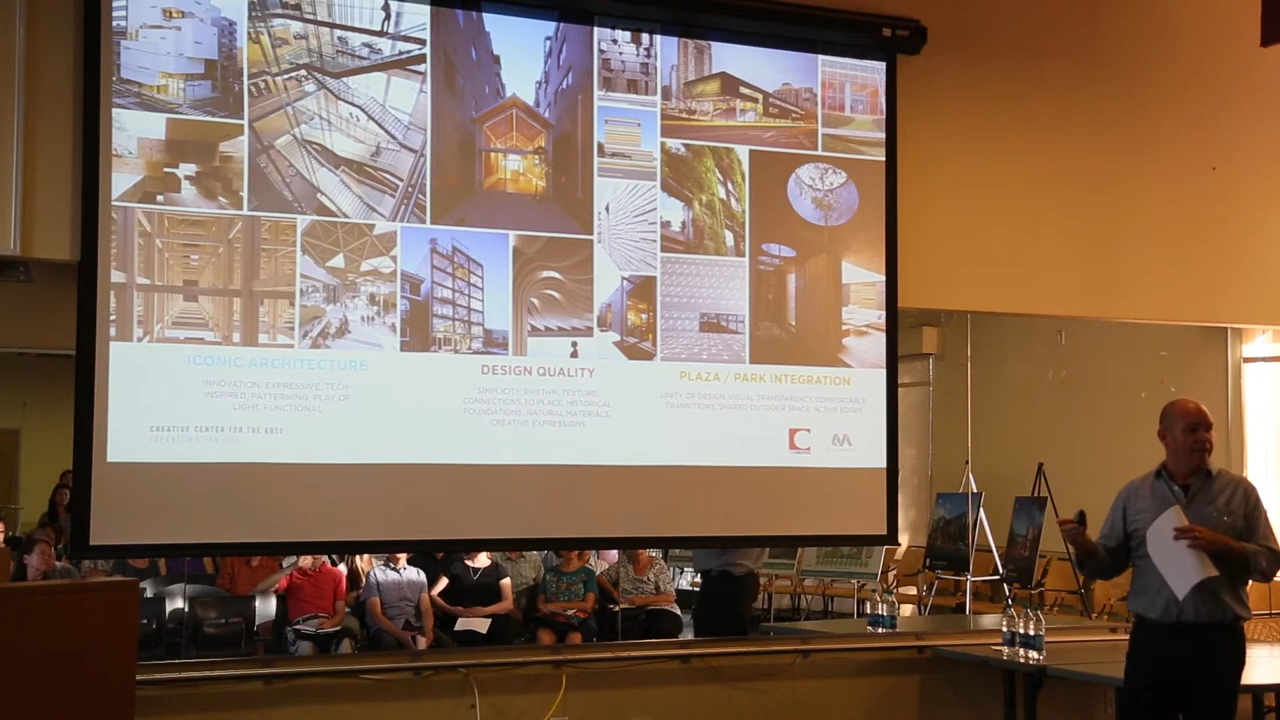 ICONIC ARCHITECTURE
INNOVATION, EXPRESSIVE, TECH-
INSPIRED, PATTERNING, PLAY OF
LIGHT, FUNCTIONAL
CREATIVE CENTER FOR THE ARTS
DESIGN QUALITY
SIMPLICITY, RHYTHM, TEXTURE,
CONNECTIONS TO PLACE, HISTORICAL
FOUNDATIONS, NATURAL MATERIALS,
CREATIVE EXPRESSIONS
PLAZA / PARK INTEGRATION
UNITY OF DESIGN, VISUAL TRANSPARENCY, COMFORTABLE
TRANSITIONS, SHARED OUTDOOR SPACE, ACTIVE EDGES
C